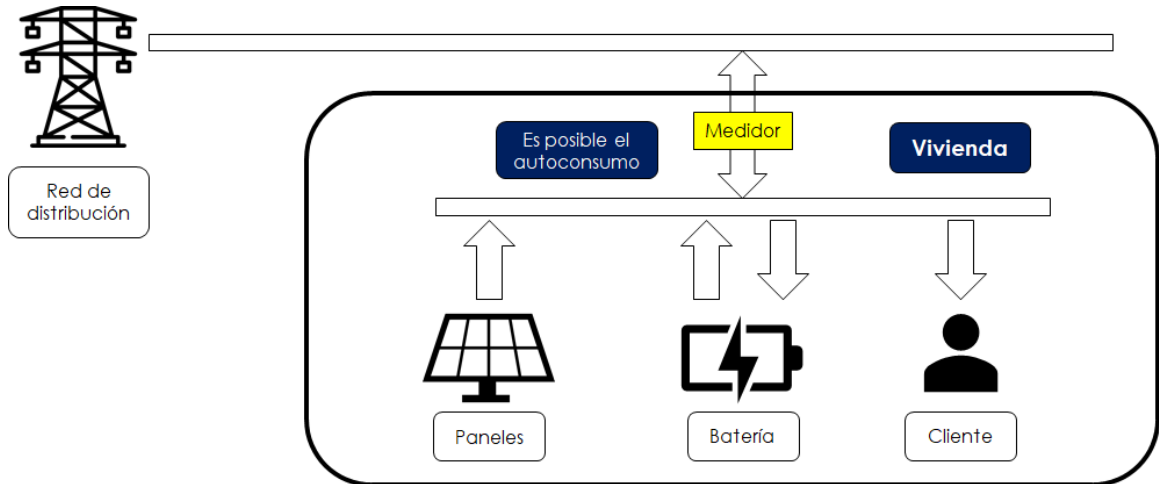 Red de
distribución
Es posible el
autoconsumo
Medidor
Vivienda
Paneles
Batería
Cliente